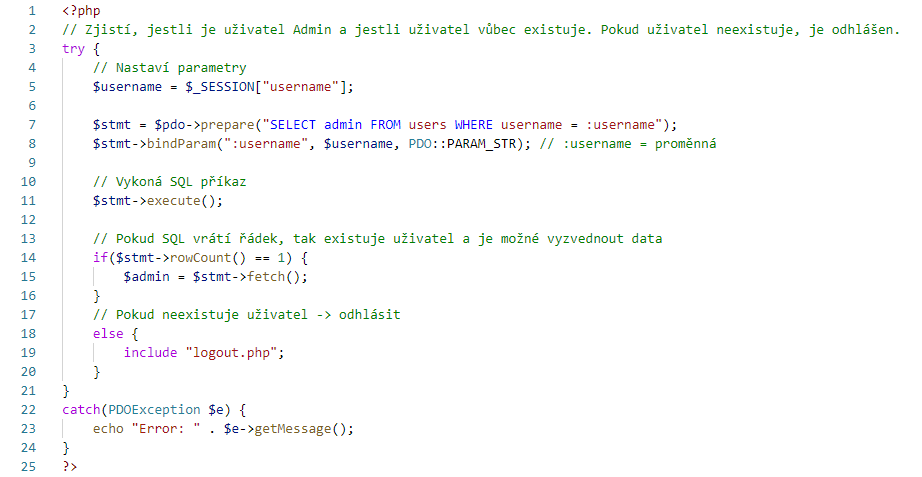 1 <?php
2 // Zjistí, jestli je uživatel Admin a jestli uživatel vůbec existuje. Pokud uživatel neexistuje, je odhlášen.
3 try {
4     // Nastaví parametry
5     $username = $_SESSION["username"];
6
7     $stmt = $pdo->prepare("SELECT admin FROM users WHERE username = :username");
8     $stmt->bindParam(":username", $username, PDO::PARAM_STR); // :username = proměnná
9
10     // Vykoná SQL příkaz
11     $stmt->execute();
12
13     // Pokud SQL vrátí řádek, tak existuje uživatel a je možné vyzvednout data
14     if($stmt->rowCount() == 1) {
15         $admin = $stmt->fetch();
16     }
17     // Pokud neexistuje uživatel -> odhlásit
18     else {
19         include "logout.php";
20     }
21 }
22 catch(PDOException $e) {
23     echo "Error: " . $e->getMessage();
24 }
25 ?>